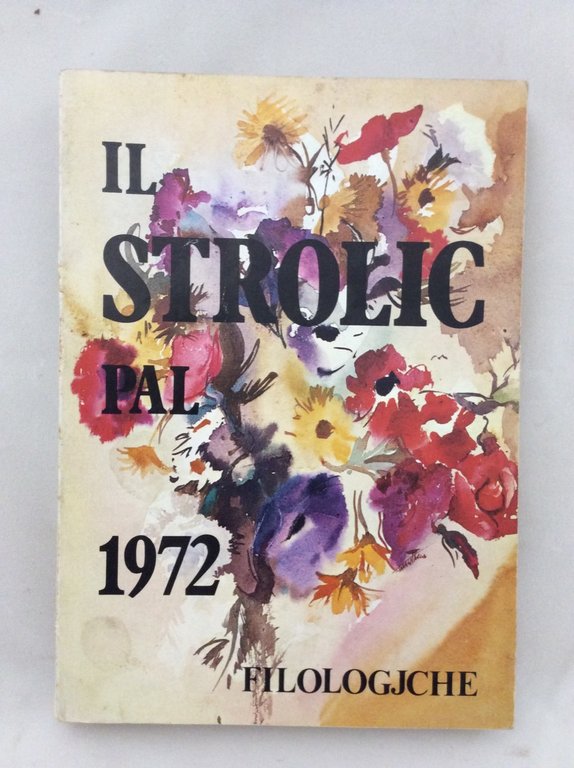 IL
STROLIC
PAL
1972
FILOLOGJCHE